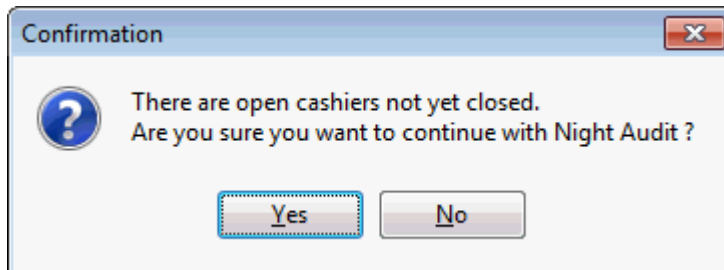 Confirmation
There are open cashiers not yet closed.
Are you sure you want to continue with Night Audit ?
Yes No